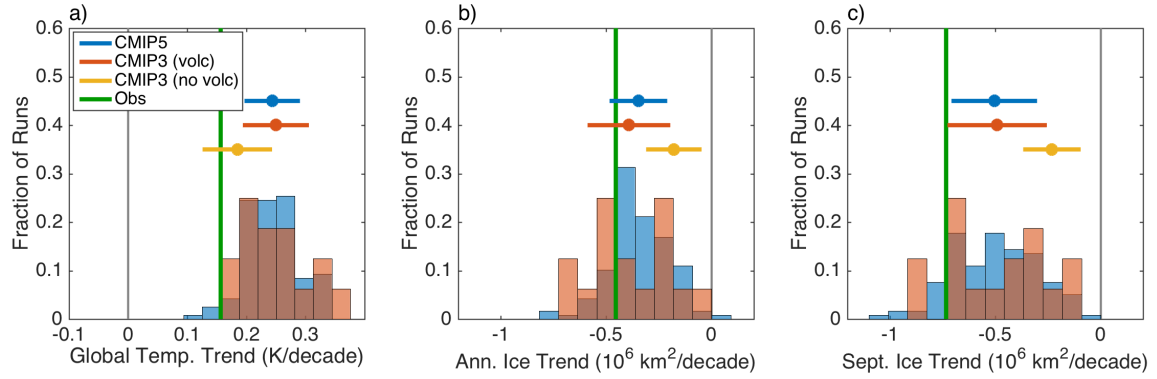 a)
0.6
0.5
0.4
0.3
0.2
0.1
0
Fraction of Runs
CMIP5
CMIP3 (volc)
CMIP3 (no volc)
Obs
-0.1
0
0.1
0.2
0.3
Global Temp. Trend (K/decade)
b)
0.6
0.5
0.4
0.3
0.2
0.1
0
Fraction of Runs
-1
-0.5
0
Ann. Ice Trend (10⁶ km²/decade)
c)
0.6
0.5
0.4
0.3
0.2
0.1
0
Fraction of Runs
-1
-0.5
0
Sept. Ice Trend (10⁶ km²/decade)